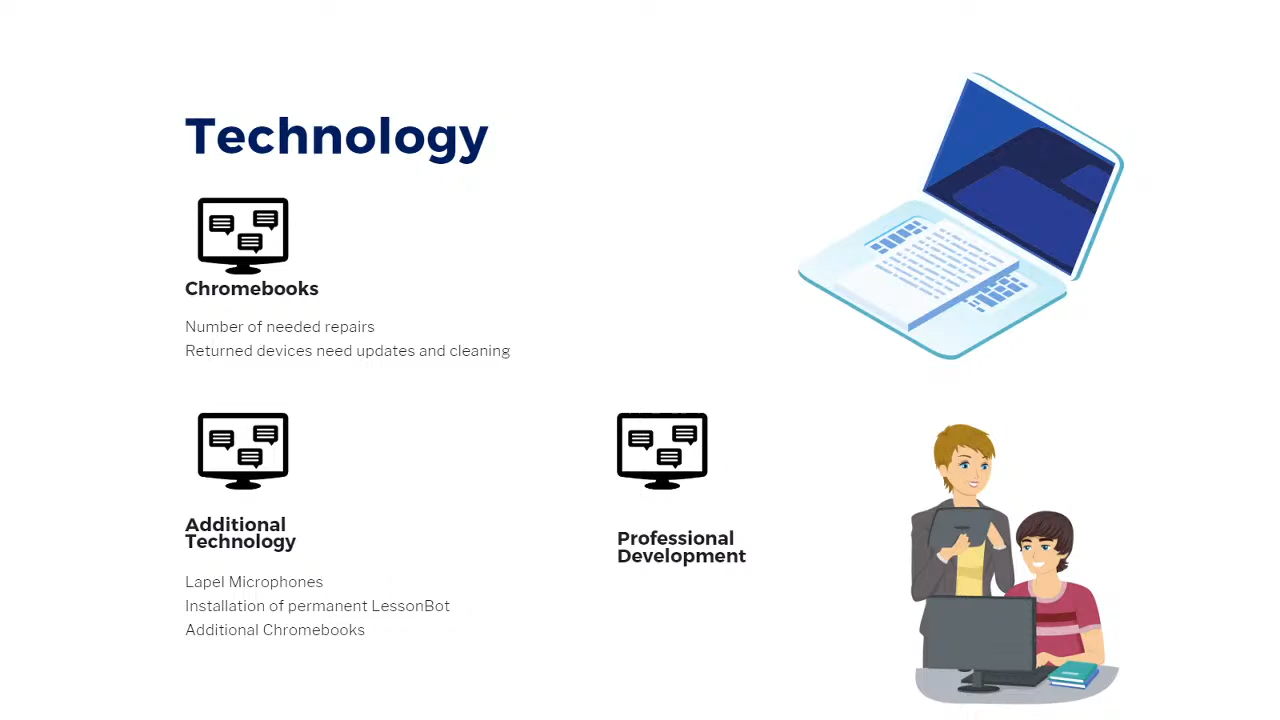 Technology
Chromebooks
Number of needed repairs
Returned devices need updates and cleaning
Additional
Technology
Lapel Microphones
Installation of permanent LessonBot
Additional Chromebooks
Professional
Development